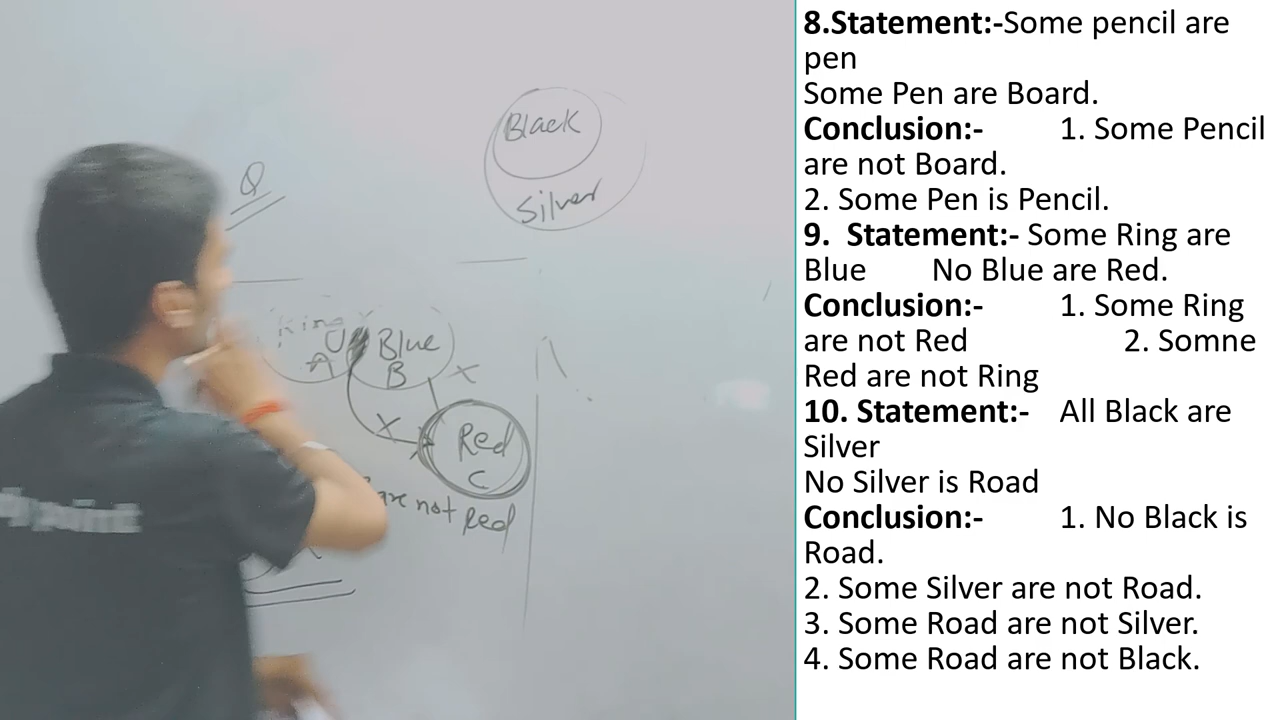 Black
Silver
Q
Ring
Blue
A
B
Red
C
are not Red
8.Statement:-Some pencil are
pen
Some Pen are Board.
Conclusion:- 1. Some Pencil
are not Board.
2. Some Pen is Pencil.
9. Statement:- Some Ring are
Blue No Blue are Red.
Conclusion:- 1. Some Ring
are not Red 2. Somne
Red are not Ring
10. Statement:- All Black are
Silver
No Silver is Road
Conclusion:- 1. No Black is
Road.
2. Some Silver are not Road.
3. Some Road are not Silver.
4. Some Road are not Black.